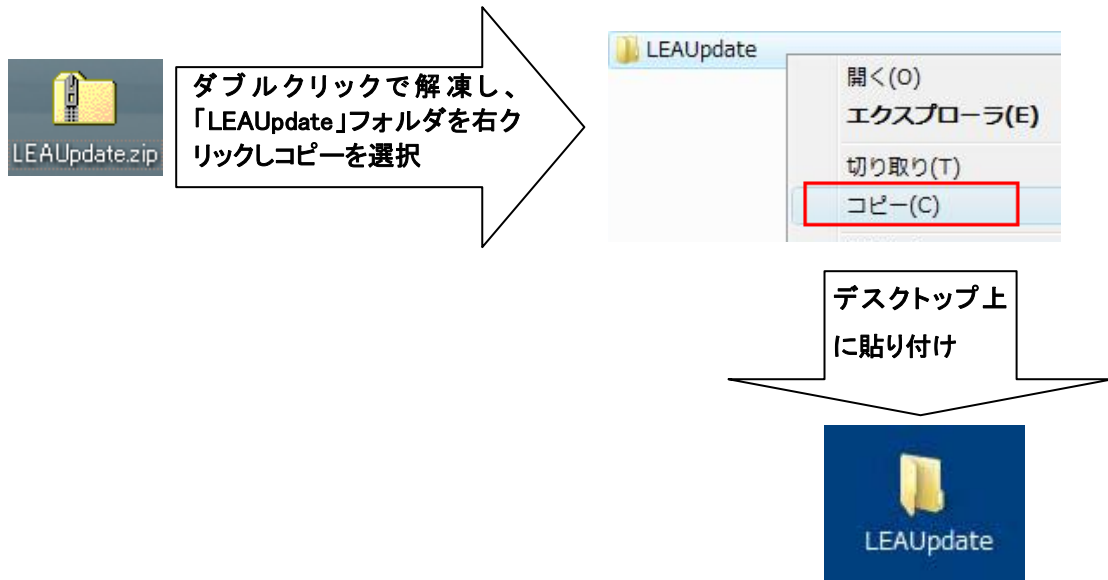 LEAUpdate.zip
ダブルクリックで解凍し、
「LEAUpdate」フォルダを右ク
リックしコピーを選択
LEAUpdate
開く(O)
エクスプローラ(E)
切り取り(T)
コピー(C)
デスクトップ上
に貼り付け
LEAUpdate